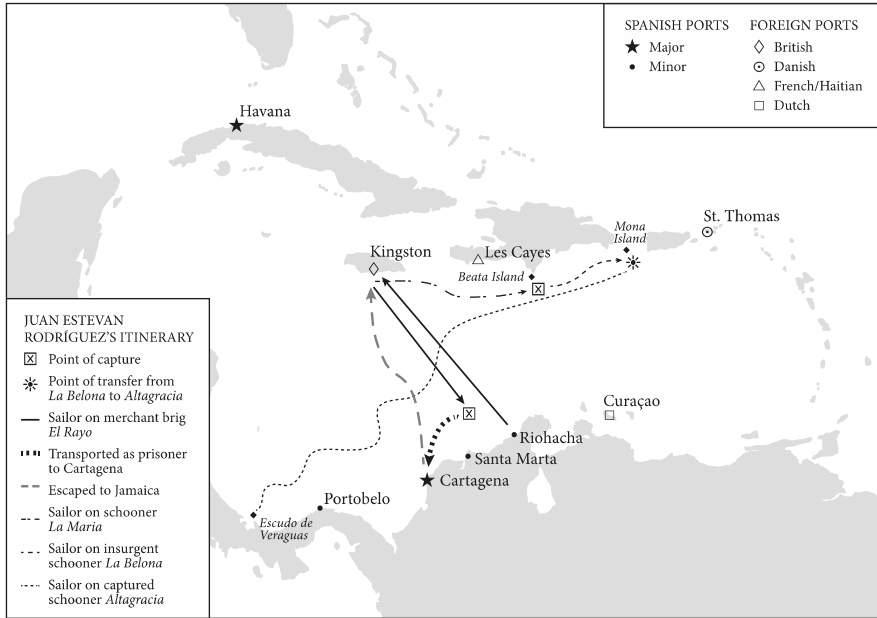 SPANISH PORTS
Major
Minor
FOREIGN PORTS
British
Danish
French/Haitian
Dutch
Havana
Mona
Island
St. Thomas
Kingston
Les Cayes
Beata Island
JUAN ESTEVAN
RODRÍGUEZ’S ITINERARY
X Point of capture
Point of transfer from
La Belona to Altagracia
Sailor on merchant brig
El Rayo
Transported as prisoner
to Cartagena
Escaped to Jamaica
Sailor on schooner
La Maria
Sailor on insurgent
schooner La Belona
Sailor on captured
schooner Altagracia
X
X
Curaçao
Riohacha
Santa Marta
Cartagena
Portobelo
Escudo de
Veraguas